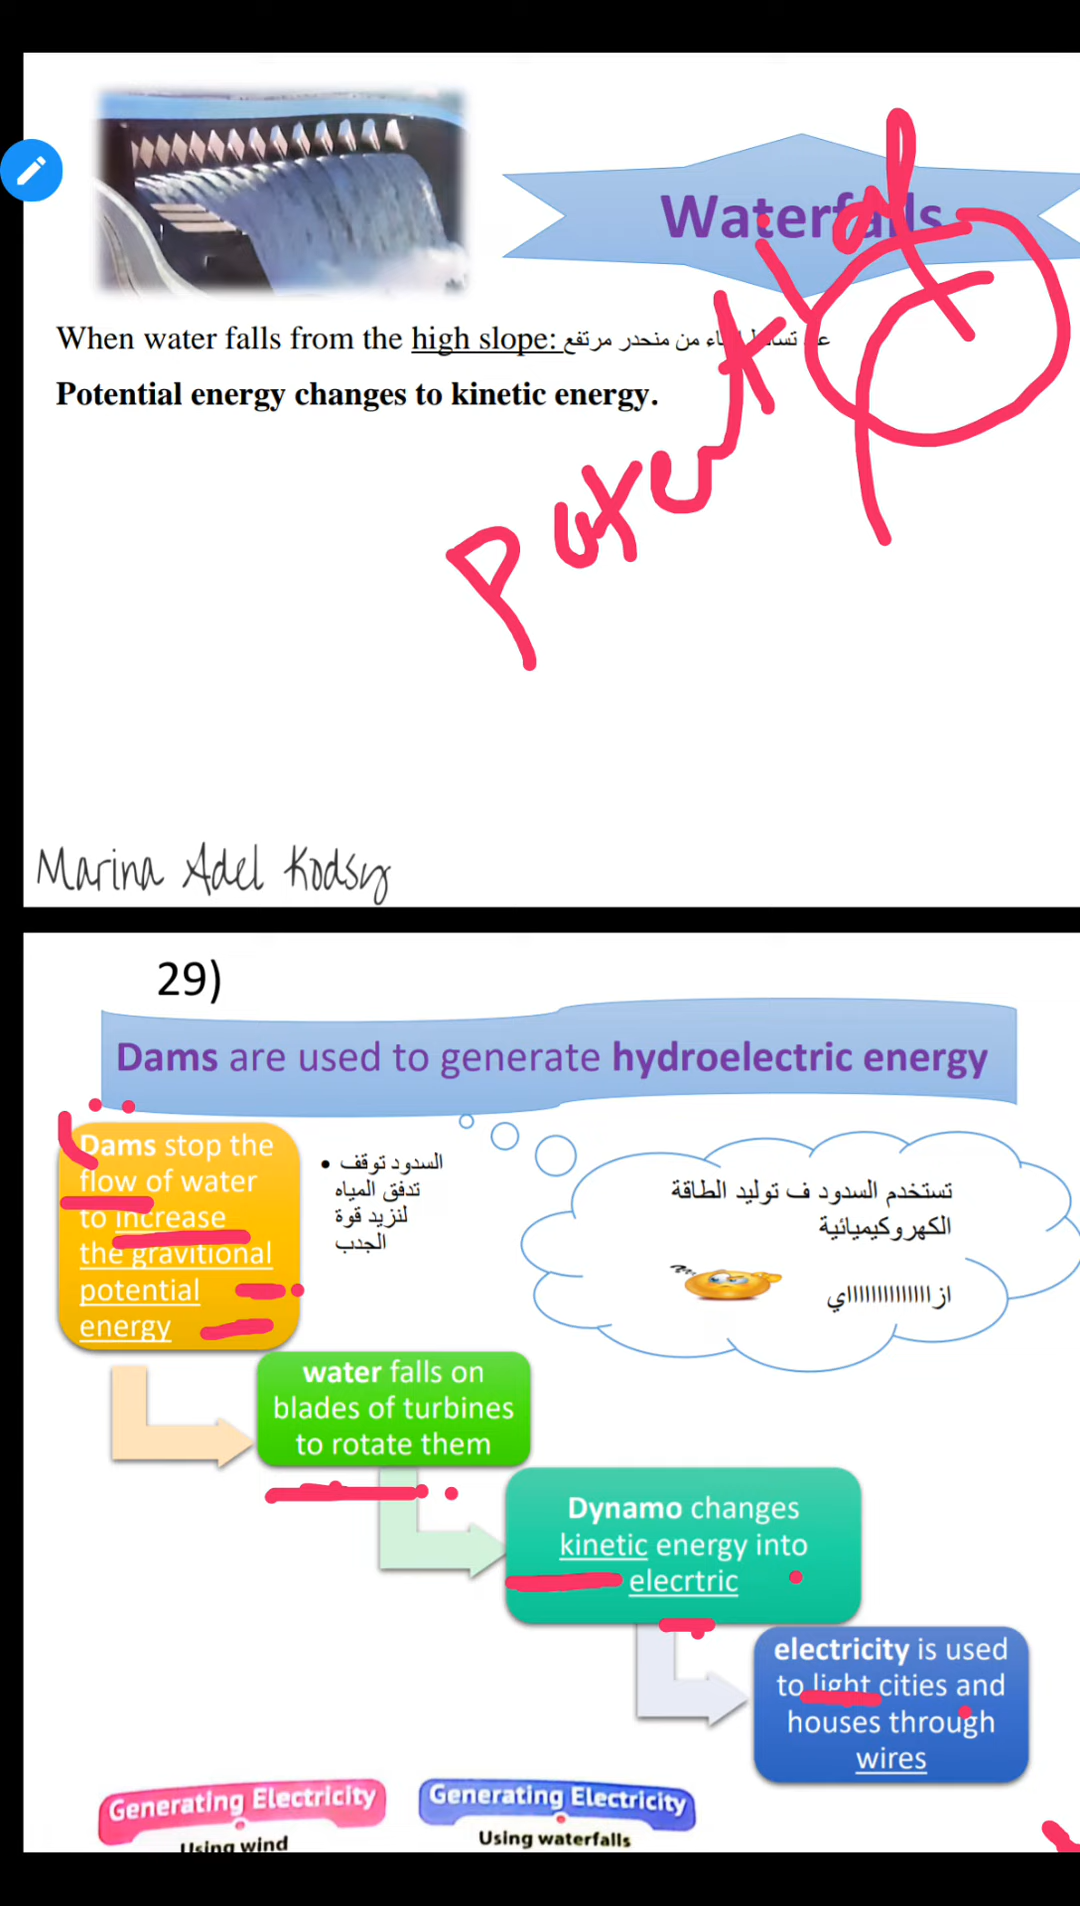 Waterfalls
When water falls from the high slope: عند تساقط الماء من منحدر مرتفع
Potential energy changes to kinetic energy.
Potential
P
Marina Adel Kodsy
29)
Dams are used to generate hydroelectric energy
Dams stop the
flow of water
to increase
the gravitional
potential
energy
• السدود توقف
تدفق المياه
لنزيد قوة
الجدب
تستخدم السدود ف توليد الطاقة
الكهروكيميائية
ازااااااااااااااي
water falls on
blades of turbines
to rotate them
Dynamo changes
kinetic energy into
elecrtric
electricity is used
to light cities and
houses through
wires
Generating Electricity
Using wind
Generating Electricity
Using waterfalls